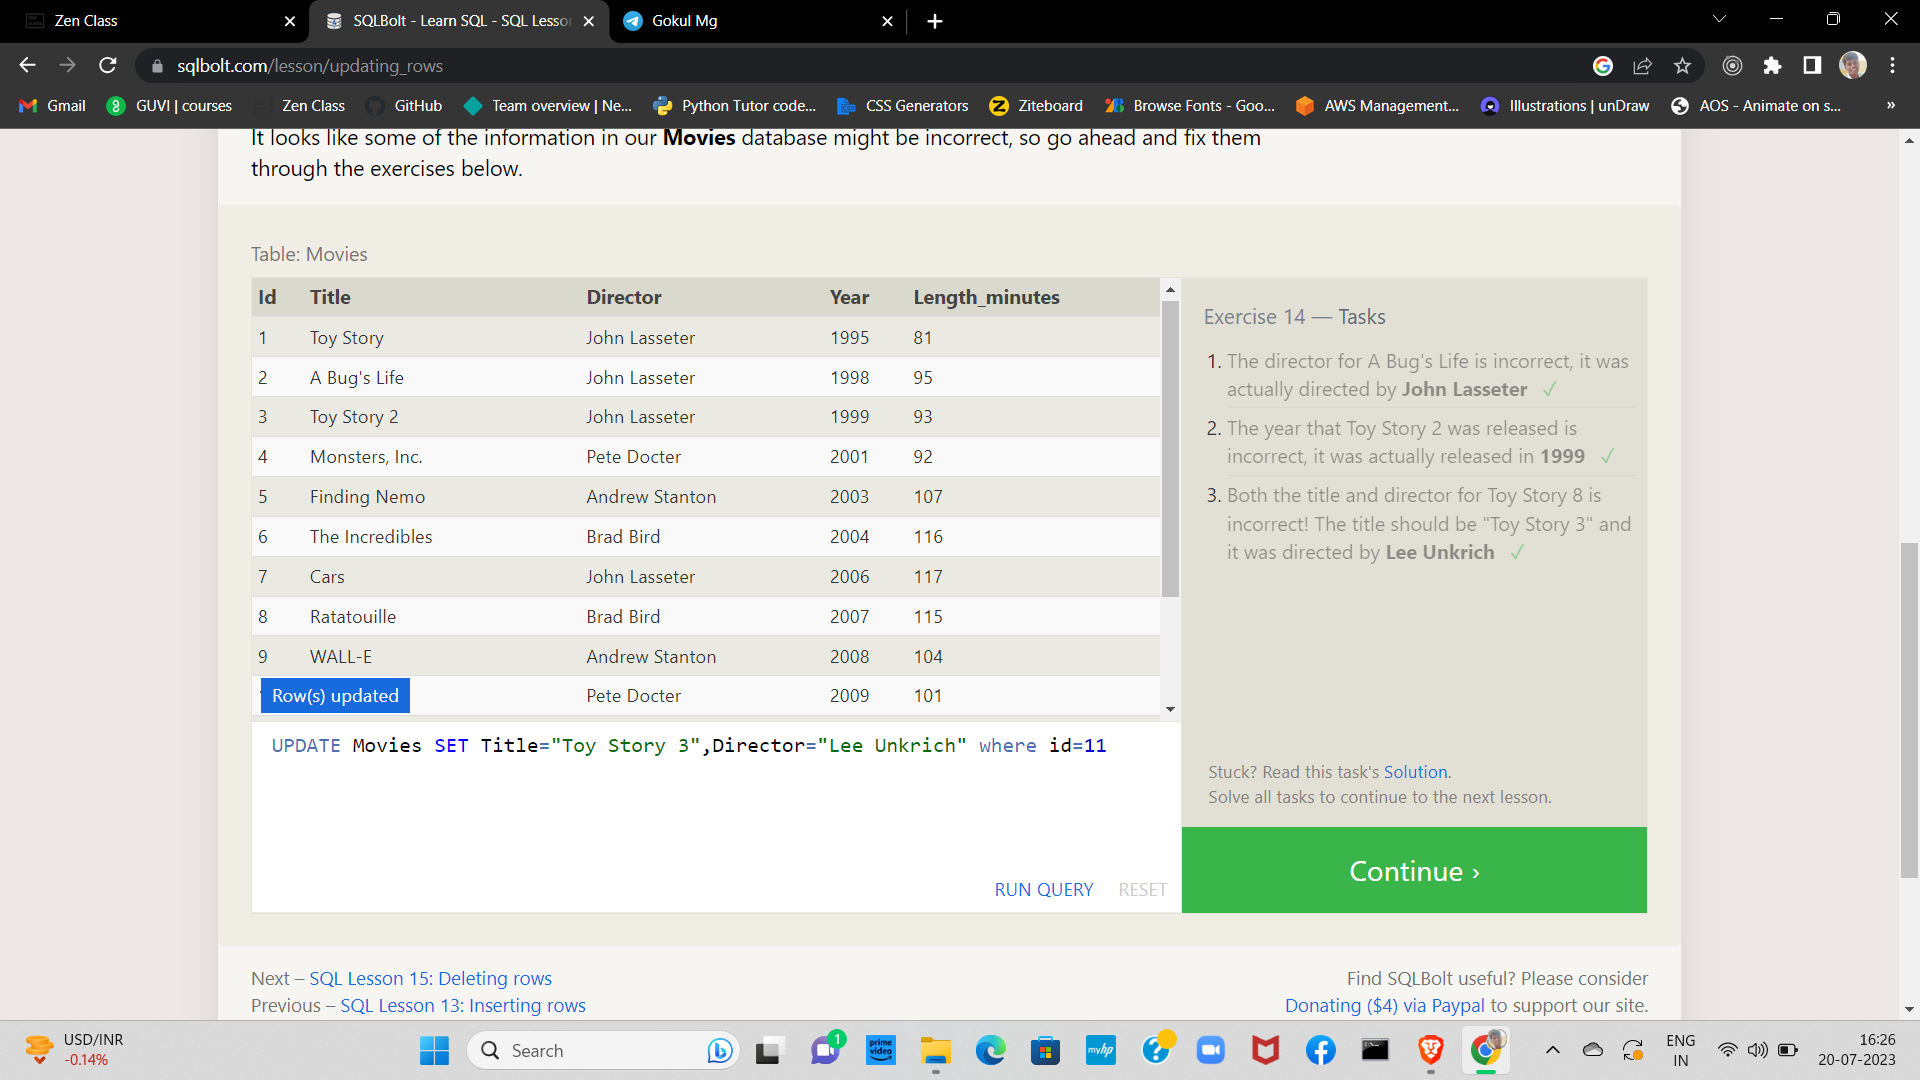 Zen Class
SQLBolt - Learn SQL - SQL Lesson
Gokul Mg
sqlbolt.com/lesson/updating_rows
Gmail
GUVI | courses
Zen Class
GitHub
Team overview | Ne...
Python Tutor code...
CSS Generators
Ziteboard
Browse Fonts - Goo...
AWS Management...
Illustrations | unDraw
AOS - Animate on s...
»
It looks like some of the information in our Movies database might be incorrect, so go ahead and fix them
through the exercises below.
Table: Movies
Id Title Director Year Length_minutes
1 Toy Story John Lasseter 1995 81
2 A Bug's Life John Lasseter 1998 95
3 Toy Story 2 John Lasseter 1999 93
4 Monsters, Inc. Pete Docter 2001 92
5 Finding Nemo Andrew Stanton 2003 107
6 The Incredibles Brad Bird 2004 116
7 Cars John Lasseter 2006 117
8 Ratatouille Brad Bird 2007 115
9 WALL-E Andrew Stanton 2008 104
Row(s) updated Pete Docter 2009 101
UPDATE Movies SET Title="Toy Story 3",Director="Lee Unkrich" where id=11
RUN QUERY RESET
Exercise 14 — Tasks
1. The director for A Bug's Life is incorrect, it was
actually directed by John Lasseter ✓
2. The year that Toy Story 2 was released is
incorrect, it was actually released in 1999 ✓
3. Both the title and director for Toy Story 8 is
incorrect! The title should be "Toy Story 3" and
it was directed by Lee Unkrich ✓
Stuck? Read this task's Solution.
Solve all tasks to continue to the next lesson.
Continue ›
Next – SQL Lesson 15: Deleting rows
Previous – SQL Lesson 13: Inserting rows
Find SQLBolt useful? Please consider
Donating ($4) via Paypal to support our site.
USD/INR
-0.14%
Search
1
prime
video
myhp
ENG
IN
16:26
20-07-2023